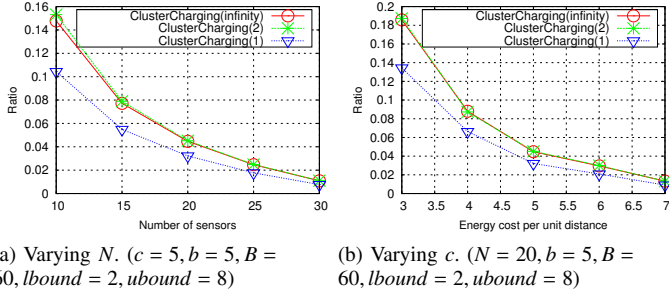 0.16
0.14
0.12
0.1
0.08
0.06
0.04
0.02
0
Ratio
ClusterCharging(infinity)
ClusterCharging(2)
ClusterCharging(1)
10 15 20 25 30
Number of sensors
a) Varying N. (c = 5, b = 5, B =
60, lbound = 2, ubound = 8)
0.2
0.18
0.16
0.14
0.12
0.1
0.08
0.06
0.04
0.02
0
Ratio
ClusterCharging(infinity)
ClusterCharging(2)
ClusterCharging(1)
3 3.5 4 4.5 5 5.5 6 6.5 7
Energy cost per unit distance
(b) Varying c. (N = 20, b = 5, B =
60, lbound = 2, ubound = 8)